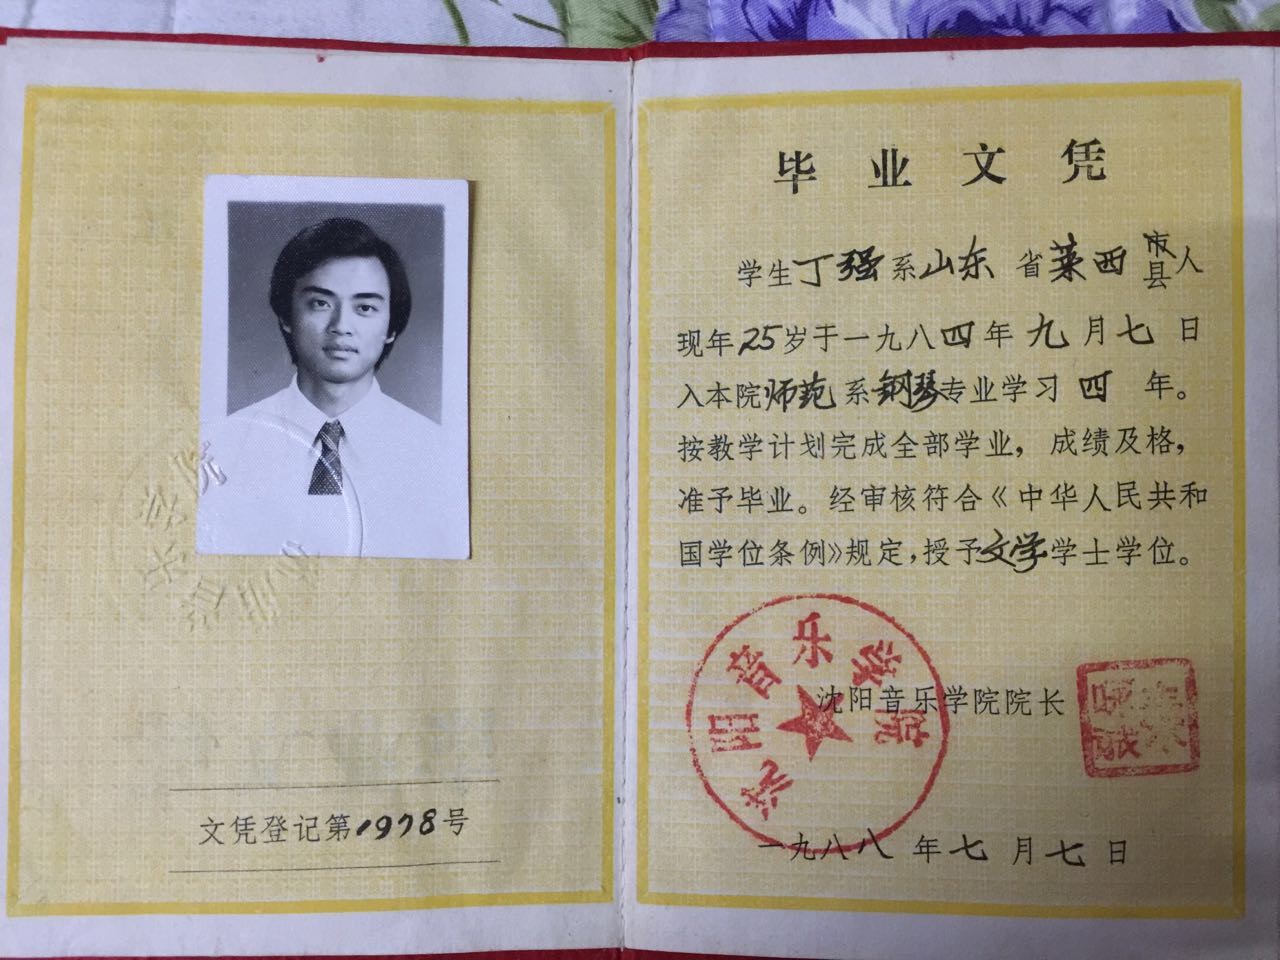 文凭登记第1978号
毕业文凭
学生丁强系山东省莱西市县人
现年25岁于一九八四年九月七日
入本院师范系钢琴专业学习四年。
按教学计划完成全部学业，成绩及格，
准予毕业。经审核符合《中华人民共和
国学位条例》规定，授予文学学士学位。
沈阳音乐学院
沈阳音乐学院院长
一九八八年七月七日